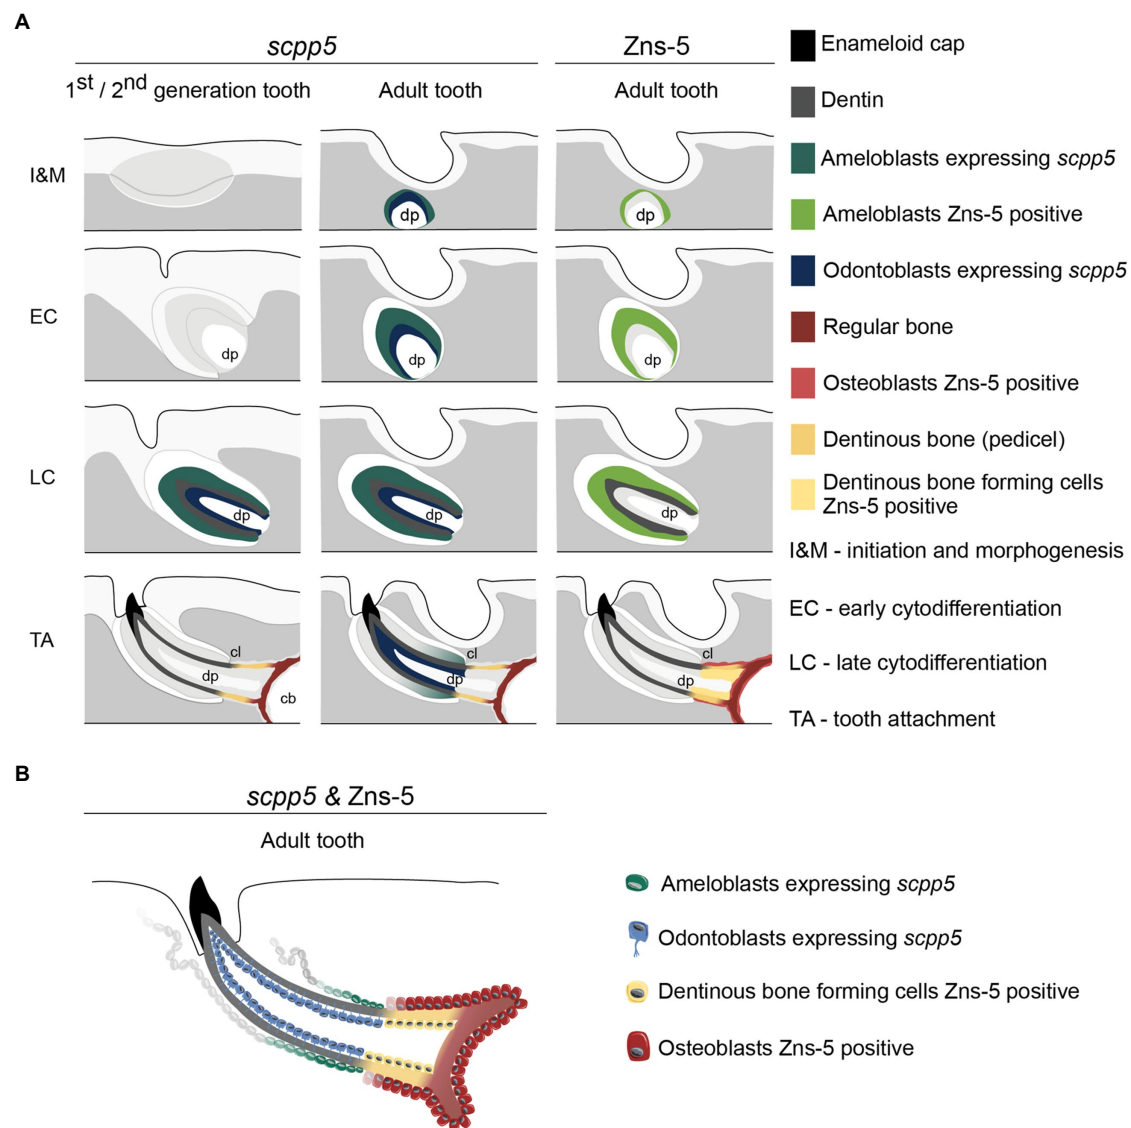 A
scpp5
Zns-5
1st / 2nd generation tooth
Adult tooth
Adult tooth
I&M
dp
dp
EC
dp
dp
dp
LC
dp
dp
dp
TA
cl
dp
cb
cl
dp
cl
dp
Enameloid cap
Dentin
Ameloblasts expressing scpp5
Ameloblasts Zns-5 positive
Odontoblasts expressing scpp5
Regular bone
Osteoblasts Zns-5 positive
Dentinous bone (pedicel)
Dentinous bone forming cells
Zns-5 positive
I&M - initiation and morphogenesis
EC - early cytodifferentiation
LC - late cytodifferentiation
TA - tooth attachment
B
scpp5 & Zns-5
Adult tooth
Ameloblasts expressing scpp5
Odontoblasts expressing scpp5
Dentinous bone forming cells Zns-5 positive
Osteoblasts Zns-5 positive